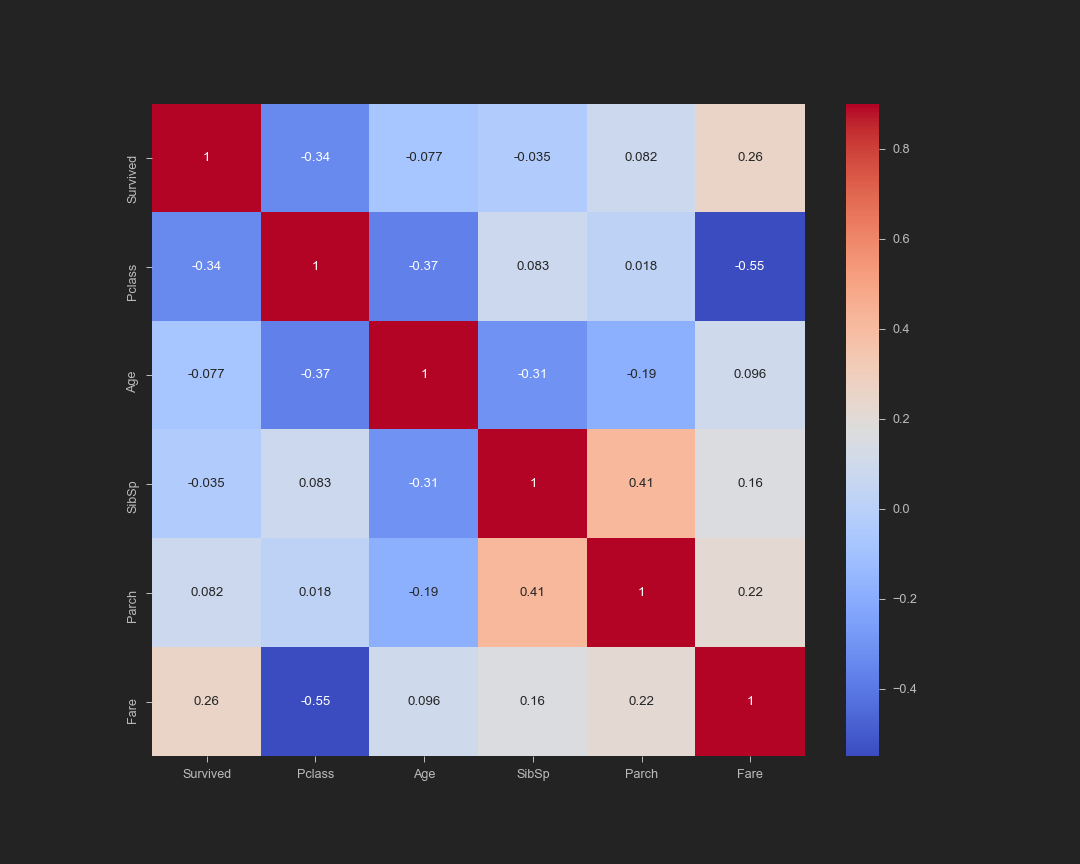 Survived 1 -0.34 -0.077 -0.035 0.082 0.26
Pclass -0.34 1 -0.37 0.083 0.018 -0.55
Age -0.077 -0.37 1 -0.31 -0.19 0.096
SibSp -0.035 0.083 -0.31 1 0.41 0.16
Parch 0.082 0.018 -0.19 0.41 1 0.22
Fare 0.26 -0.55 0.096 0.16 0.22 1
Survived Pclass Age SibSp Parch Fare
0.8
0.6
0.4
0.2
0.0
−0.2
−0.4